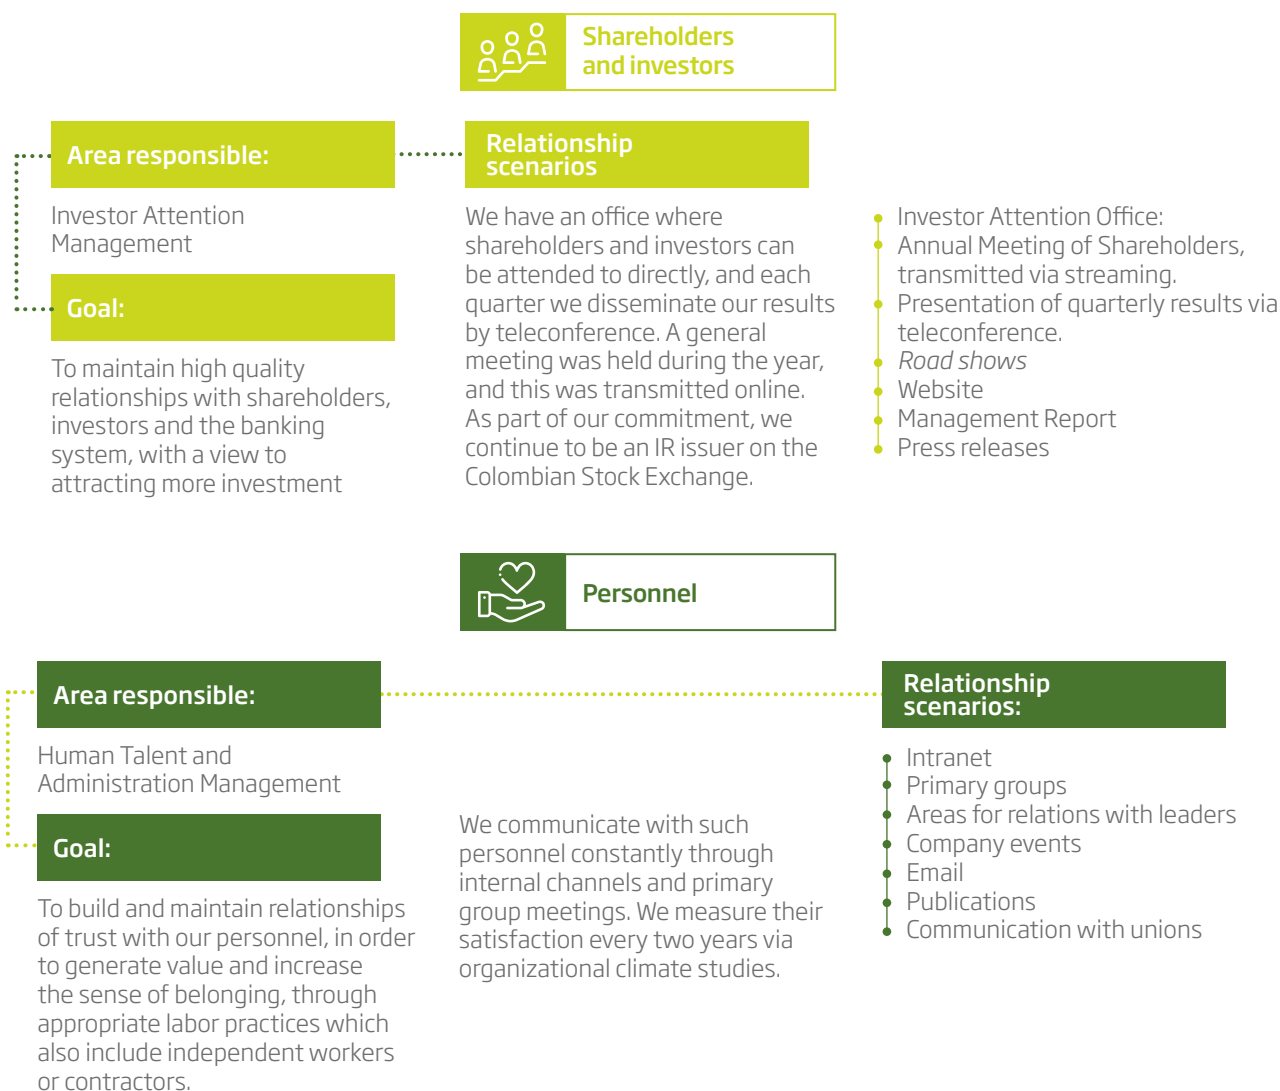 Shareholders
and investors
Area responsible:
Investor Attention
Management
Goal:
To maintain high quality
relationships with shareholders,
investors and the banking
system, with a view to
attracting more investment
Relationship
scenarios
We have an office where
shareholders and investors can
be attended to directly, and each
quarter we disseminate our results
by teleconference. A general
meeting was held during the year,
and this was transmitted online.
As part of our commitment, we
continue to be an IR issuer on the
Colombian Stock Exchange.
Investor Attention Office:
Annual Meeting of Shareholders,
transmitted via streaming.
Presentation of quarterly results via
teleconference.
Road shows
Website
Management Report
Press releases
Personnel
Area responsible:
Human Talent and
Administration Management
Goal:
To build and maintain relationships
of trust with our personnel, in order
to generate value and increase
the sense of belonging, through
appropriate labor practices which
also include independent workers
or contractors.
We communicate with such
personnel constantly through
internal channels and primary
group meetings. We measure their
satisfaction every two years via
organizational climate studies.
Relationship
scenarios:
Intranet
Primary groups
Areas for relations with leaders
Company events
Email
Publications
Communication with unions